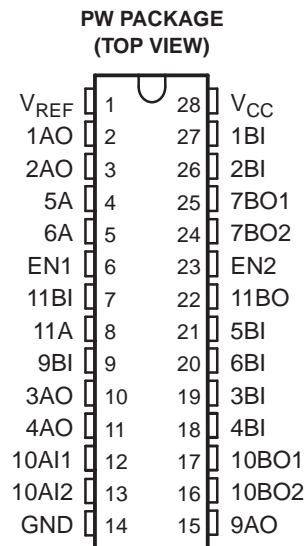 PW PACKAGE
(TOP VIEW)
VREF 1 28 VCC
1AO 2 27 1BI
2AO 3 26 2BI
5A 4 25 7BO1
6A 5 24 7BO2
EN1 6 23 EN2
11BI 7 22 11BO
11A 8 21 5BI
9BI 9 20 6BI
3AO 10 19 3BI
4AO 11 18 4BI
10AI1 12 17 10BO1
10AI2 13 16 10BO2
GND 14 15 9AO